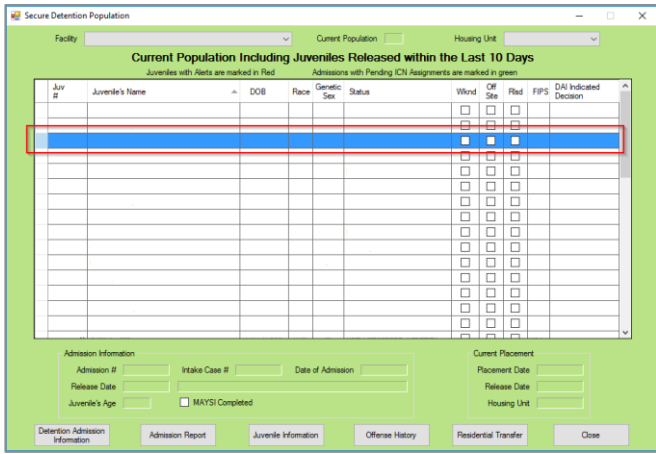 Secure Detention Population
Facility Current Population Housing Unit
Current Population Including Juveniles Released within the Last 10 Days
Juveniles with Alerts are marked in Red Admissions with Pending ICN Assignments are marked in green
Juv # Juvenile's Name DOB Race Genetic Sex Status Wknd Off Site Rlsd FIPS DAI Indicated Decision
Admission Information Current Placement
Admission # Intake Case # Date of Admission Placement Date
Release Date Release Date
Juvenile's Age MAYSI Completed Housing Unit
Detention Admission Information Admission Report Juvenile Information Offense History Residential Transfer Close